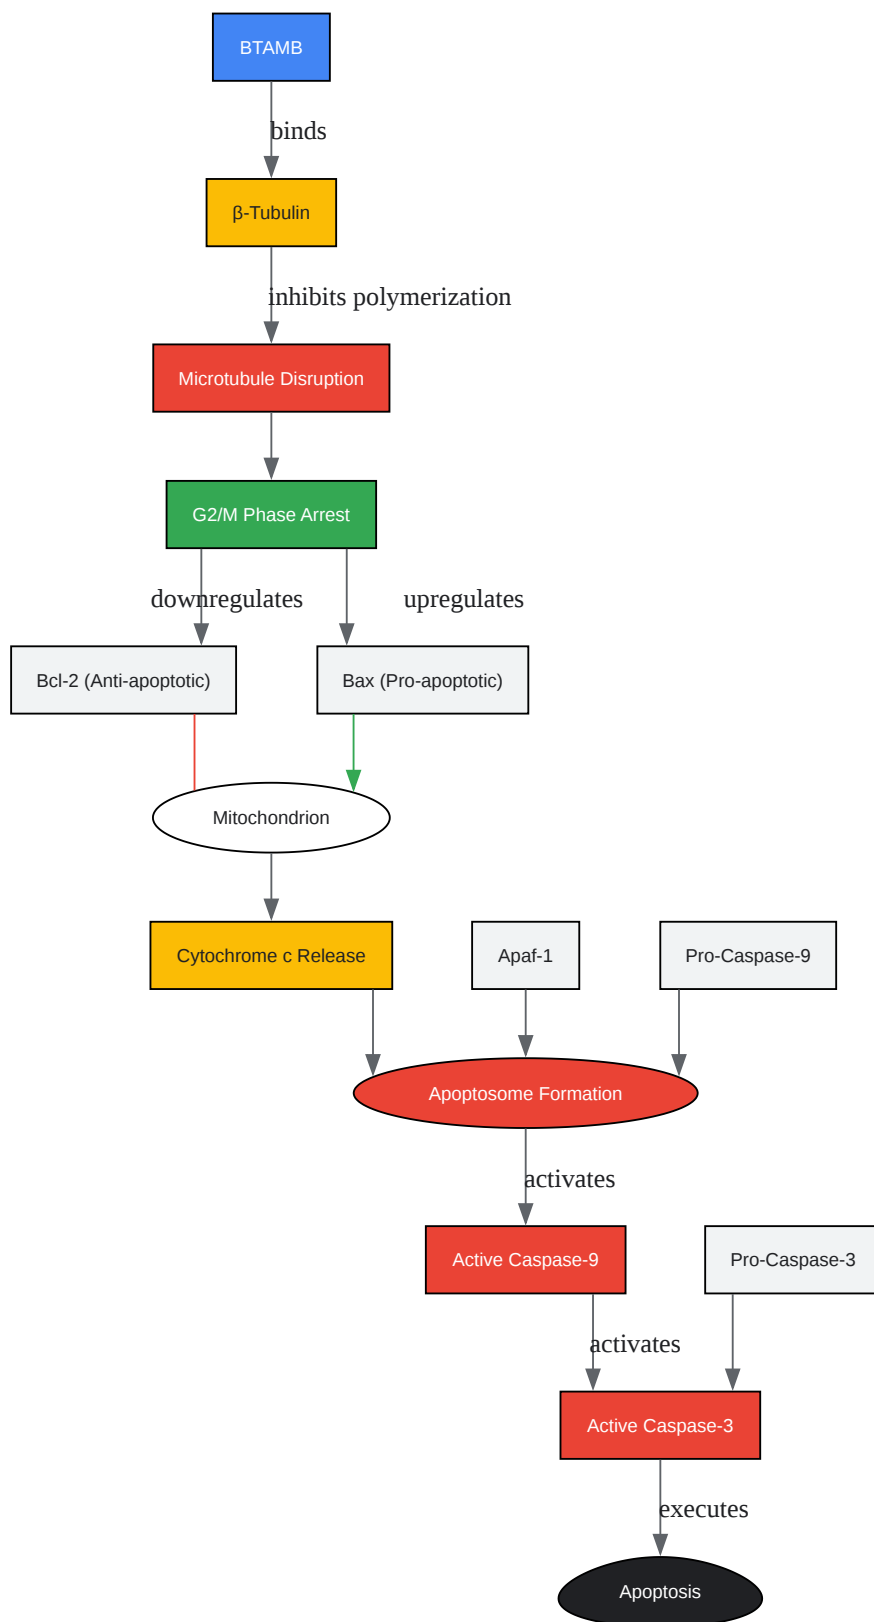 BTAMB
binds
β-Tubulin
inhibits polymerization
Microtubule Disruption
G2/M Phase Arrest
downregulates
upregulates
Bcl-2 (Anti-apoptotic)
Bax (Pro-apoptotic)
Mitochondrion
Cytochrome c Release
Apaf-1
Pro-Caspase-9
Apoptosome Formation
activates
Active Caspase-9
Pro-Caspase-3
activates
Active Caspase-3
executes
Apoptosis